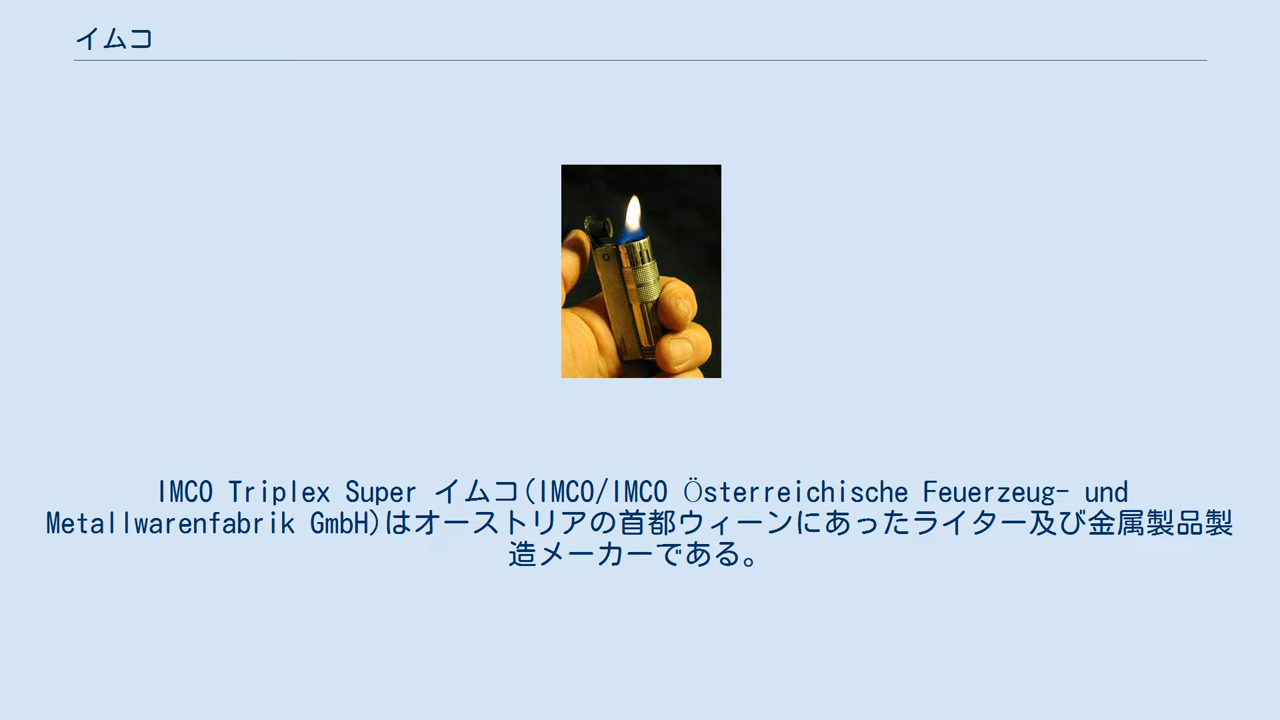 イムコ
IMCO Triplex Super イムコ(IMCO/IMCO Österreichische Feuerzeug- und
Metallwarenfabrik GmbH)はオーストリアの首都ウィーンにあったライター及び金属製品製
造メーカーである。